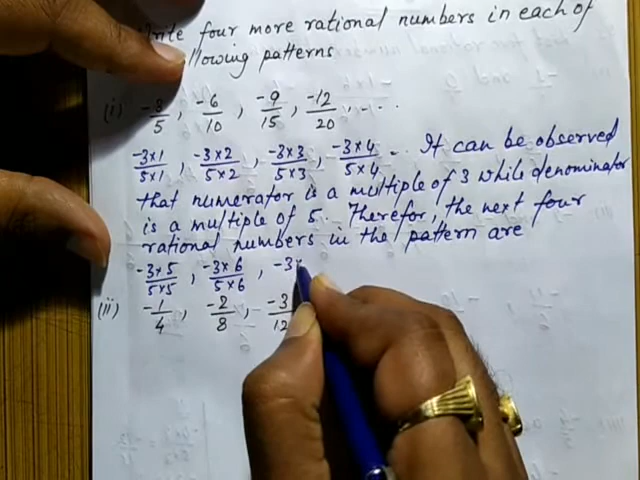 Write four more rational numbers in each of
llowing patterns
(i) -3/5, -6/10, -9/15, -12/20, ....
-3×1/5×1, -3×2/5×2, -3×3/5×3, -3×4/5×4 .. It can be observed
that numerator is a multiple of 3 while denominator
is a multiple of 5. Therefor, the next four
rational numbers in the pattern are
-3×5/5×5, -3×6/5×6, -3×
(ii) -1/4, -2/8, -3/12